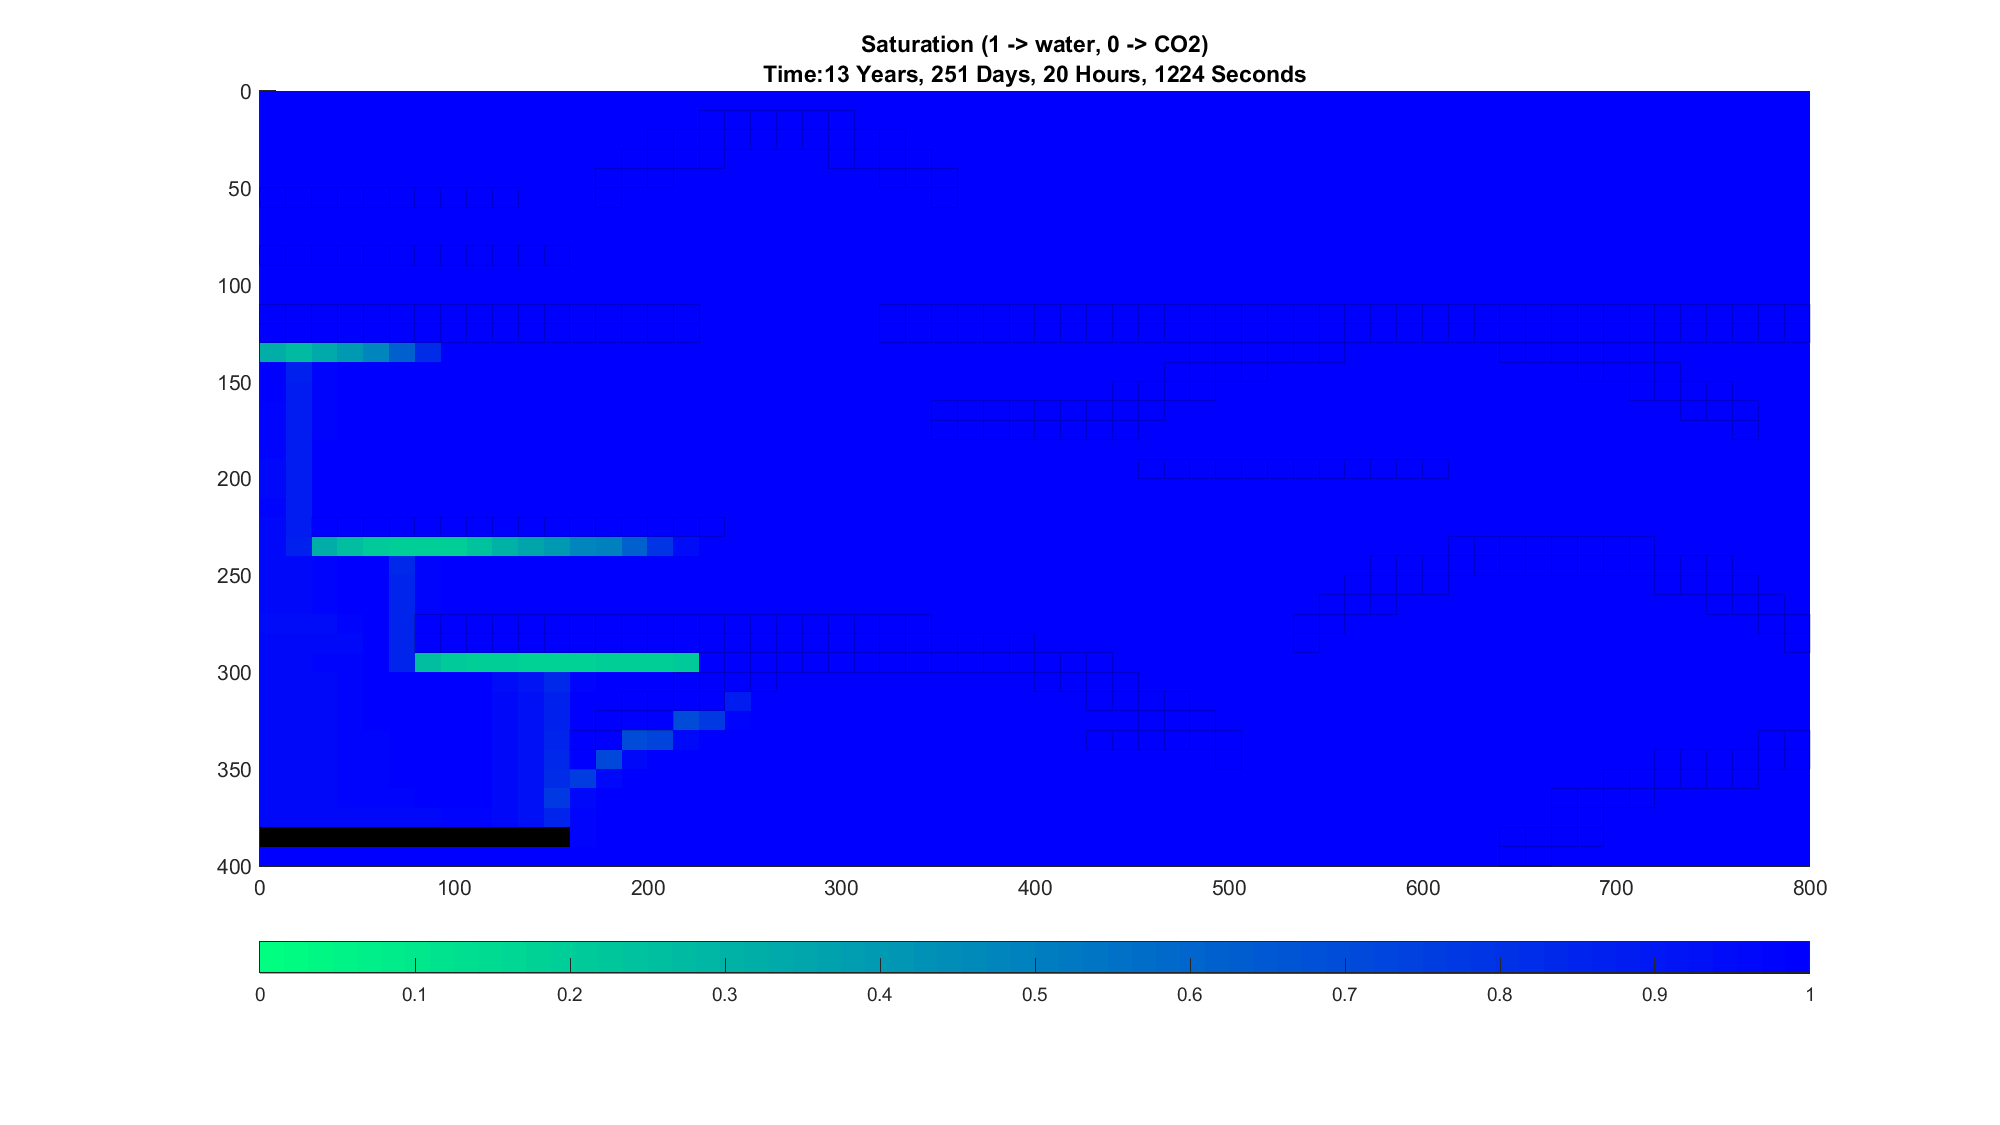 Saturation (1 -> water, 0 -> CO2)
Time:13 Years, 251 Days, 20 Hours, 1224 Seconds
0
50
100
150
200
250
300
350
400
0 100 200 300 400 500 600 700 800
0 0.1 0.2 0.3 0.4 0.5 0.6 0.7 0.8 0.9 1